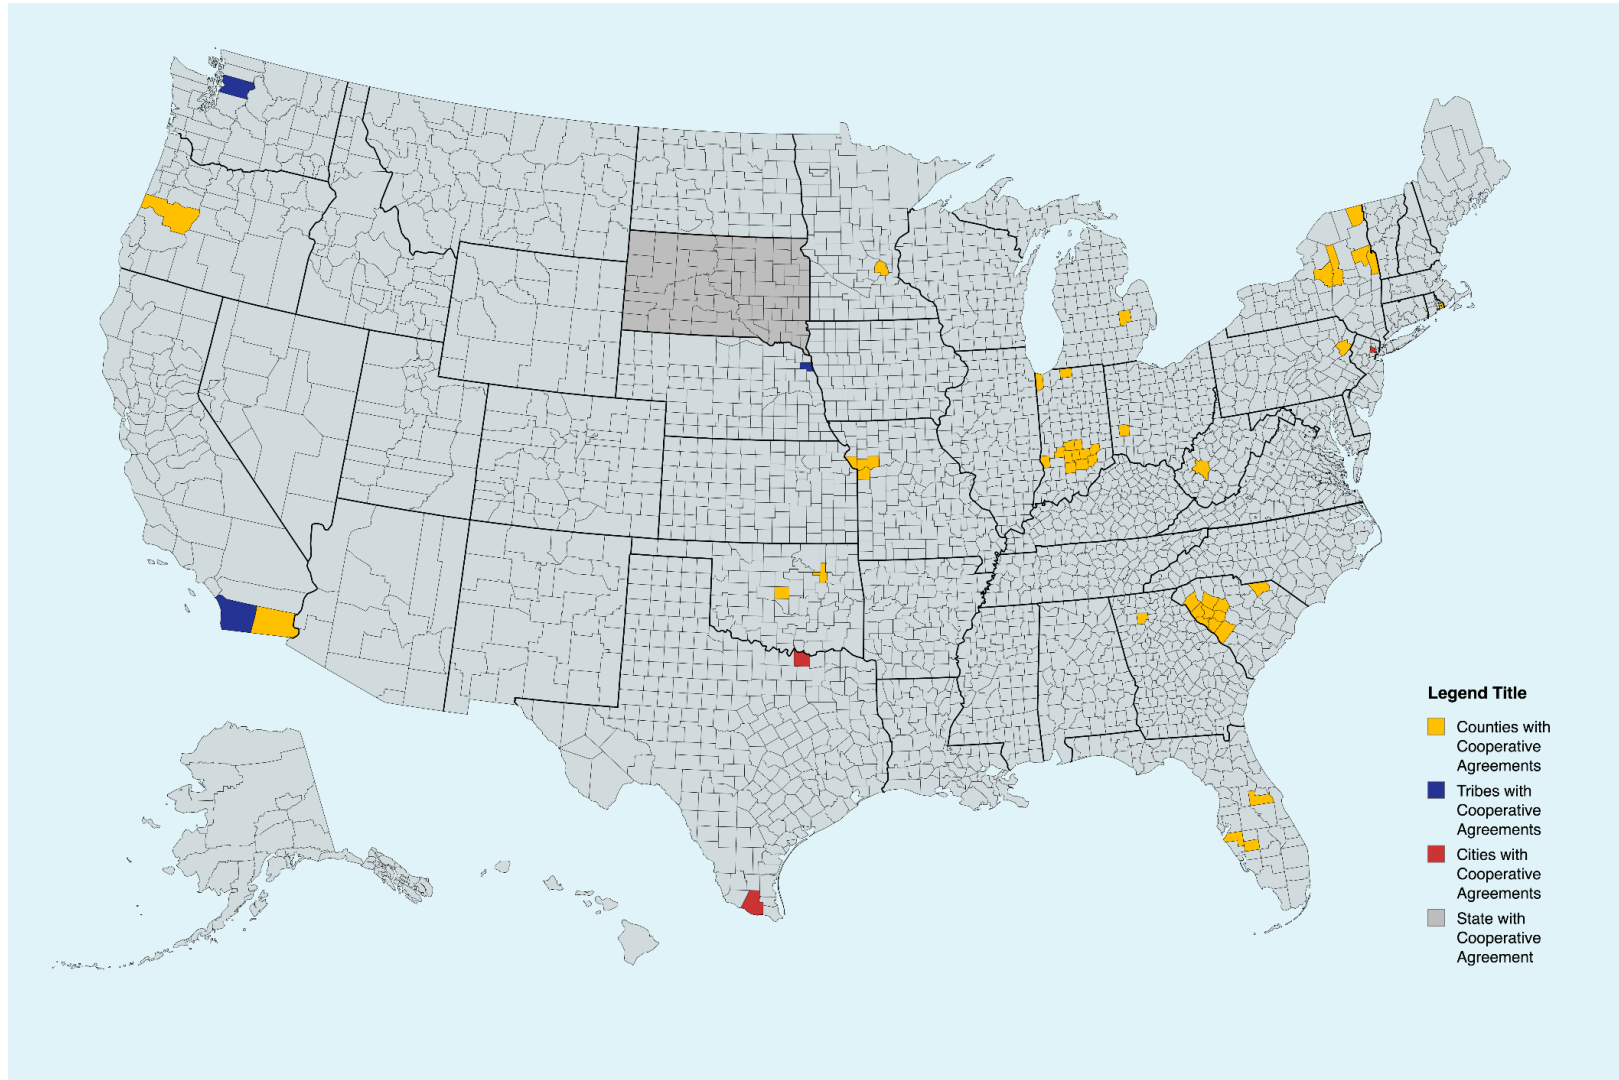 Legend Title
Counties with
Cooperative
Agreements
Tribes with
Cooperative
Agreements
Cities with
Cooperative
Agreements
State with
Cooperative
Agreement